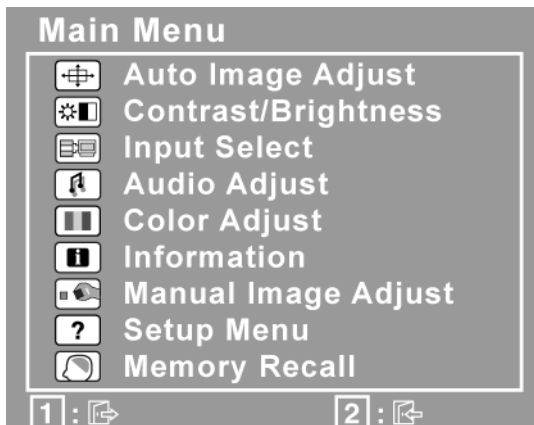 Main Menu
Auto Image Adjust
Contrast/Brightness
Input Select
Audio Adjust
Color Adjust
i Information
Manual Image Adjust
? Setup Menu
Memory Recall
1 : 2 :